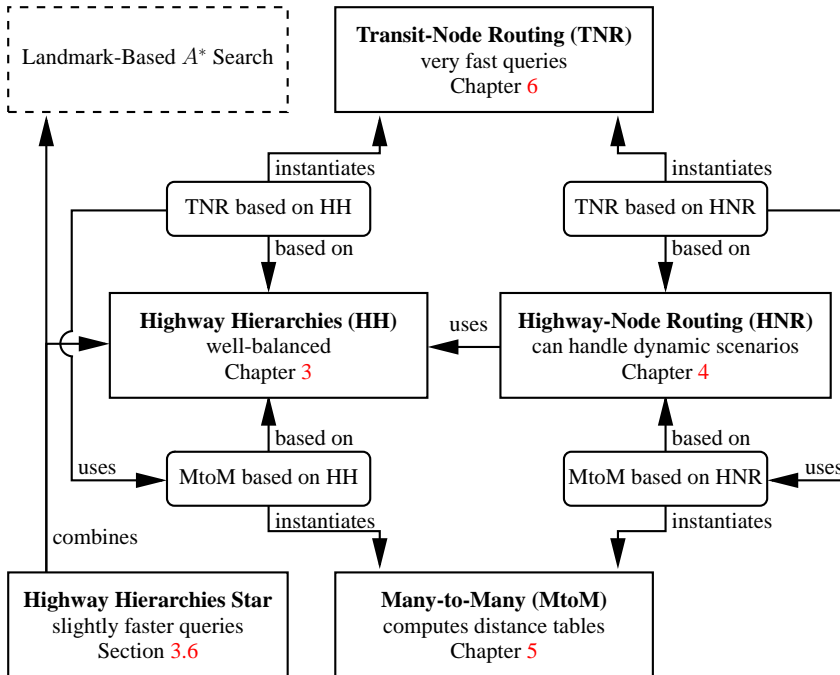 Landmark-Based A* Search
Transit-Node Routing (TNR)
very fast queries
Chapter 6
instantiates
instantiates
TNR based on HH
TNR based on HNR
based on
based on
Highway Hierarchies (HH)
well-balanced
Chapter 3
uses
Highway-Node Routing (HNR)
can handle dynamic scenarios
Chapter 4
based on
based on
uses
MtoM based on HH
MtoM based on HNR
uses
instantiates
instantiates
combines
Highway Hierarchies Star
slightly faster queries
Section 3.6
Many-to-Many (MtoM)
computes distance tables
Chapter 5